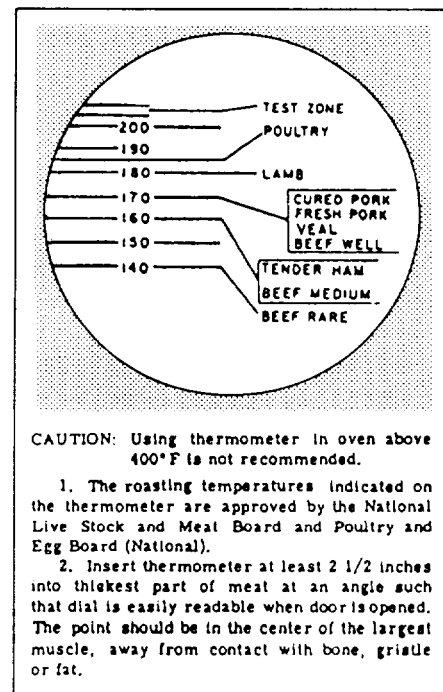 TEST ZONE
200
POULTRY
190
180 LAMB
170
CURED PORK
FRESH PORK
VEAL
BEEF WELL
160
150
TENDER HAM
140
BEEF MEDIUM
BEEF RARE
CAUTION: Using thermometer in oven above
400°F is not recommended.
1. The roasting temperatures indicated on
the thermometer are approved by the National
Live Stock and Meat Board and Poultry and
Egg Board (National).
2. Insert thermometer at least 2 1/2 inches
into thickest part of meat at an angle such
that dial is easily readable when door is opened.
The point should be in the center of the largest
muscle, away from contact with bone, gristle
or fat.